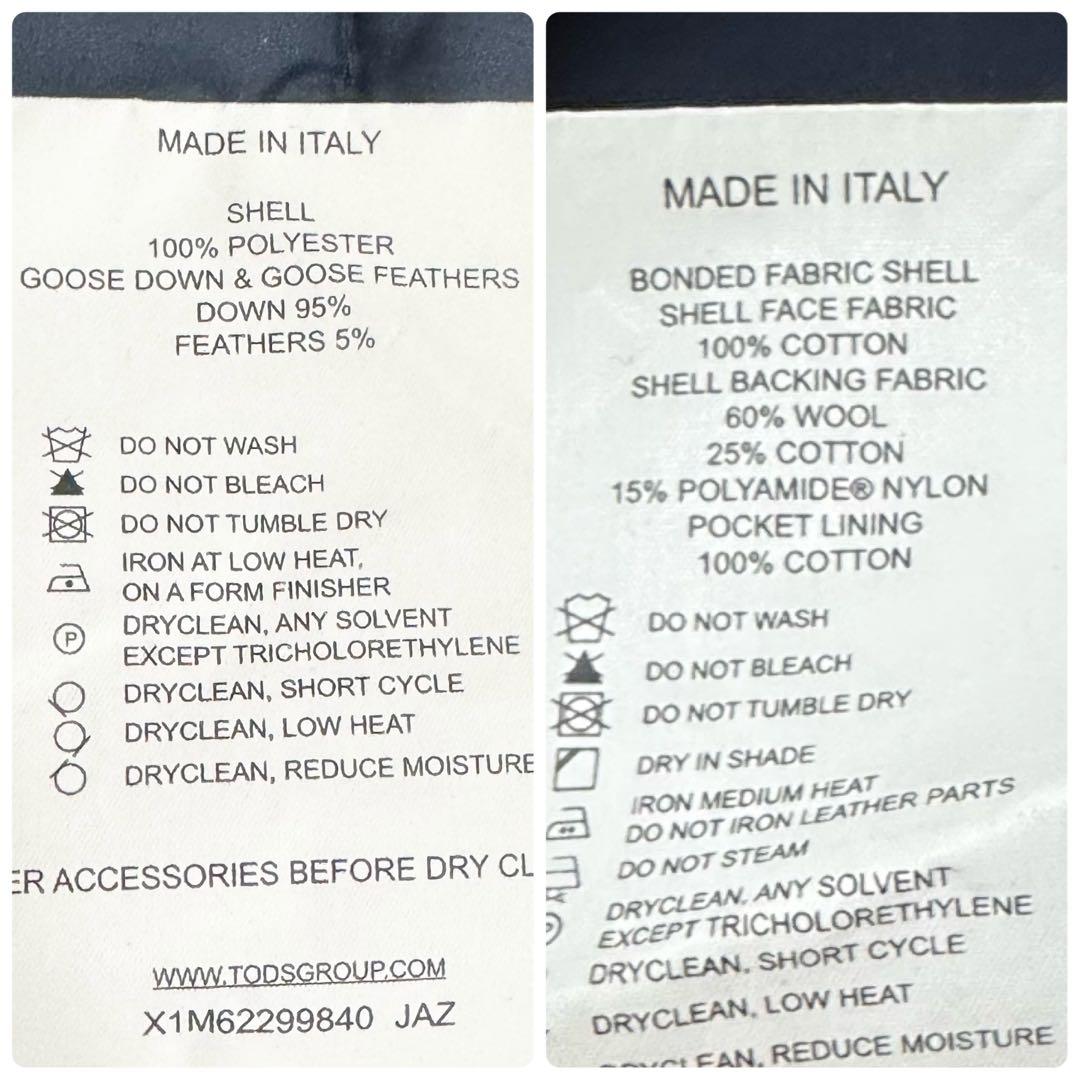 MADE IN ITALY
SHELL
100% POLYESTER
GOOSE DOWN & GOOSE FEATHERS
DOWN 95%
FEATHERS 5%
DO NOT WASH
DO NOT BLEACH
DO NOT TUMBLE DRY
IRON AT LOW HEAT,
ON A FORM FINISHER
P
DRYCLEAN, ANY SOLVENT
EXCEPT TRICHOLORETHYLENE
DRYCLEAN, SHORT CYCLE
DRYCLEAN, LOW HEAT
DRYCLEAN, REDUCE MOISTURE
ER ACCESSORIES BEFORE DRY CL
WWW.TODSGROUP.COM
X1M62299840 JAZ
MADE IN ITALY
BONDED FABRIC SHELL
SHELL FACE FABRIC
100% COTTON
SHELL BACKING FABRIC
60% WOOL
25% COTTON
15% POLYAMIDE® NYLON
POCKET LINING
100% COTTON
DO NOT WASH
DO NOT BLEACH
DO NOT TUMBLE DRY
DRY IN SHADE
IRON MEDIUM HEAT
DO NOT IRON LEATHER PARTS
DO NOT STEAM
DRYCLEAN, ANY SOLVENT
EXCEPT TRICHOLORETHYLENE
DRYCLEAN, SHORT CYCLE
DRYCLEAN, LOW HEAT
DRYCLEAN, REDUCE MOISTURE